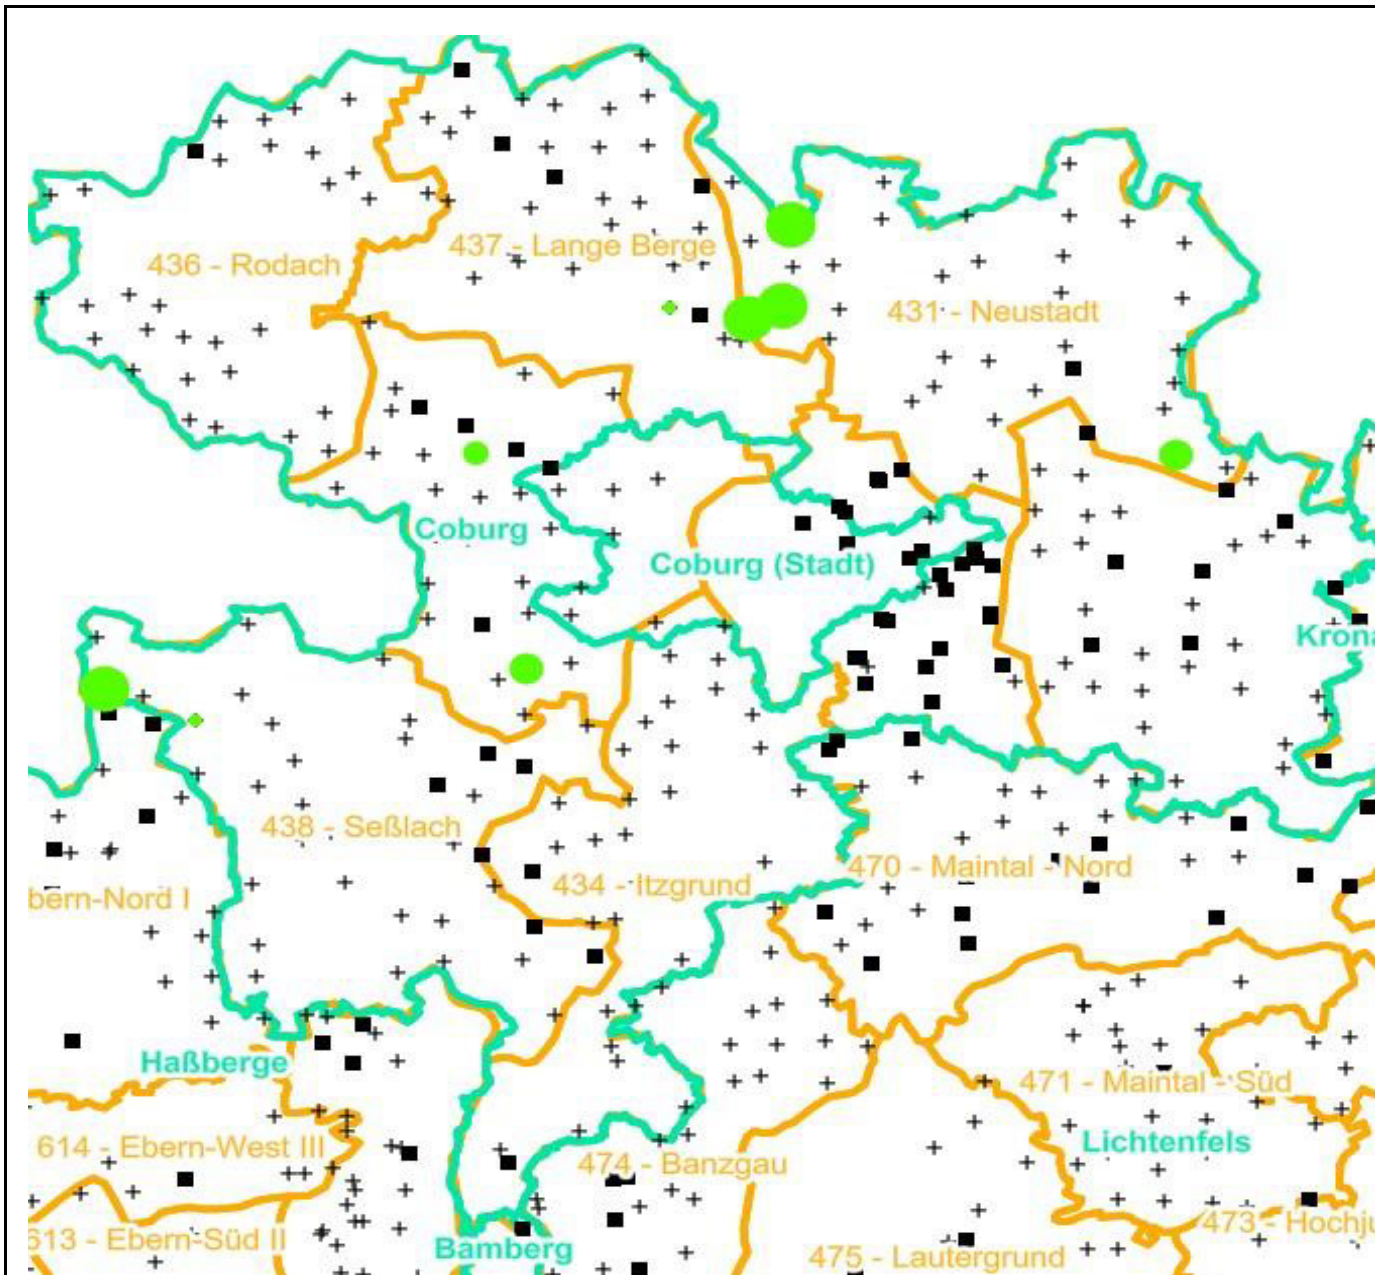 437 - Lange Berge
436 - Rodach
431 - Neustadt
Coburg
Coburg (Stadt)
Krona
438 - Seßlach
470 - Maintal - Nord
434 - Itzgrund
bern-Nord I
Haßberge
471 - Maintal - Süd
614 - Ebern-West III
Lichtenfels
474 - Banzgau
473 - Hochju
613 - Ebern-Süd II
Bamberg
475 - Lautergrund